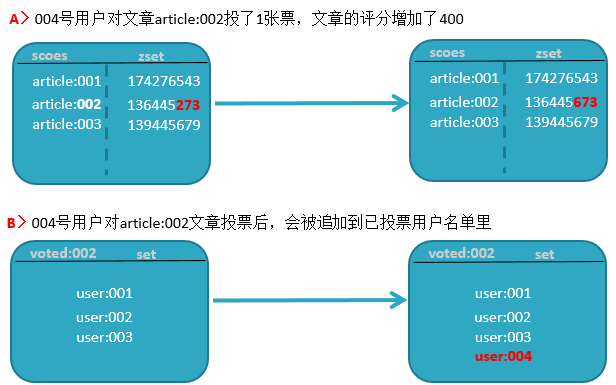 A> 004号用户对文章article:002投了1张票，文章的评分增加了400
scoes zset
article:001 174276543
article:002 136445273
article:003 139445679
scoes zset
article:001 174276543
article:002 136445673
article:003 139445679
B> 004号用户对article:002文章投票后，会被追加到已投票用户名单里
voted:002 set
user:001
user:002
user:003
voted:002 set
user:001
user:002
user:003
user:004